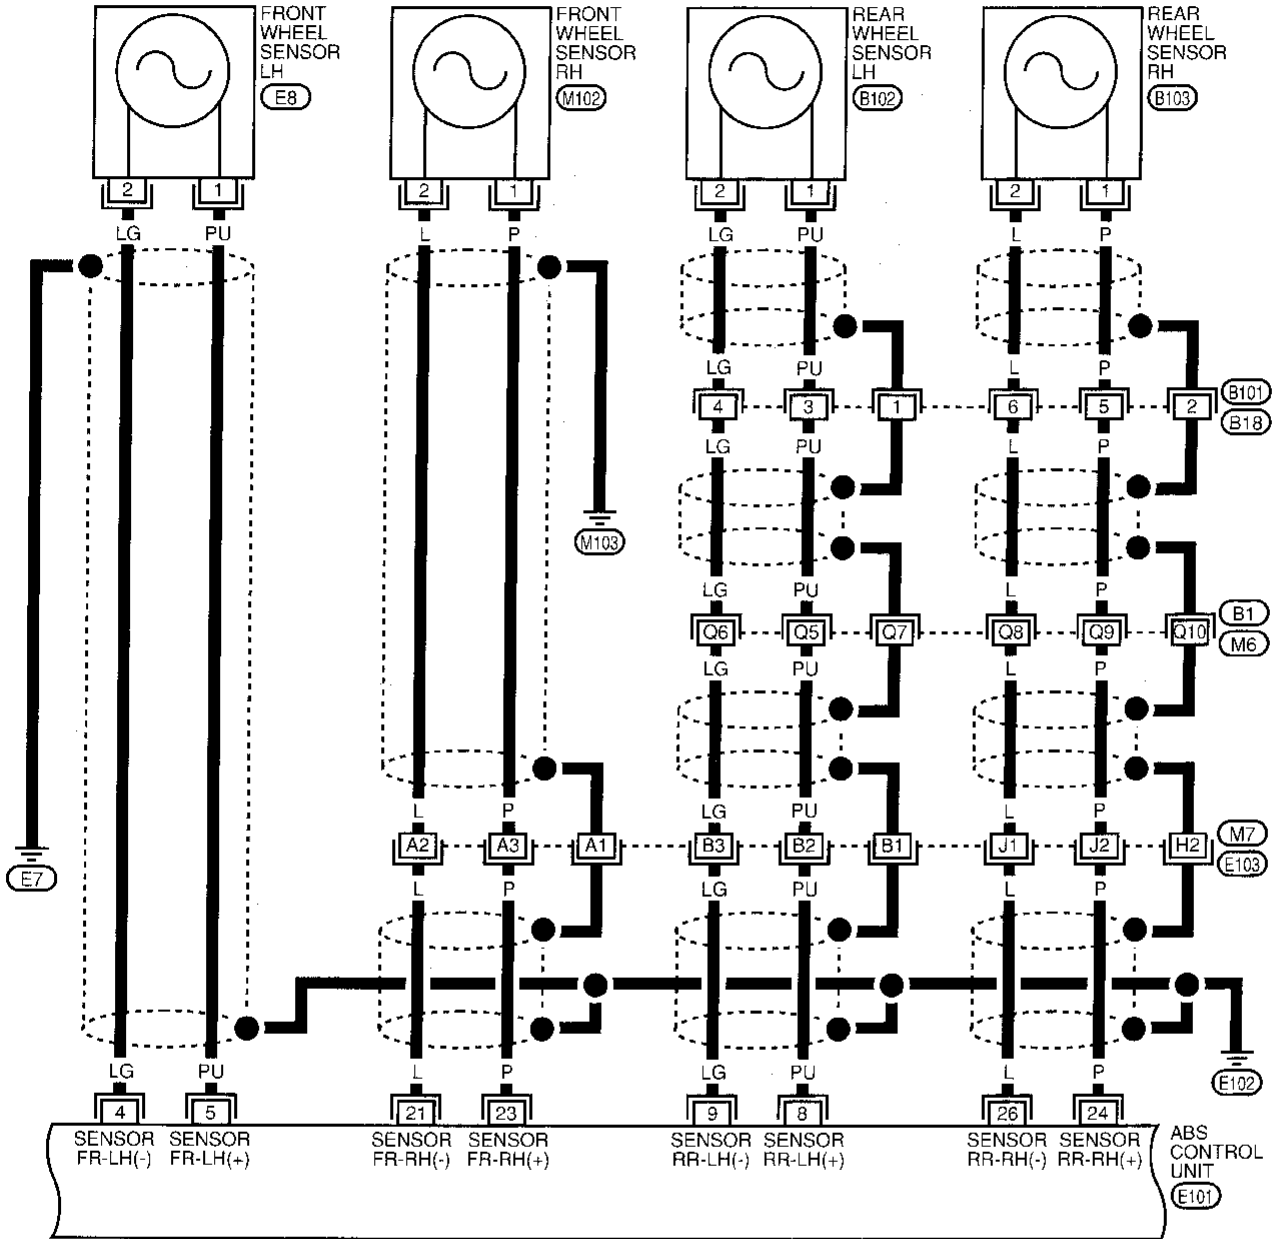 FRONT
WHEEL
SENSOR
LH
E8
FRONT
WHEEL
SENSOR
RH
M102
REAR
WHEEL
SENSOR
LH
B102
REAR
WHEEL
SENSOR
RH
B103
2 1 2 1 2 1 2 1
LG PU L P LG PU L P
LG PU L P
4 3 1 6 5 2
B101
B18
LG PU L P
M103
LG PU L P
Q6 Q5 Q7 Q8 Q9 Q10
B1
M6
LG PU L P
L P LG PU L P
A2 A3 A1 B3 B2 B1 J1 J2 H2
M7
E103
E7
L P LG PU L P
E102
LG PU L P LG PU L P
4 5 21 23 9 8 26 24
SENSOR
FR-LH(-)
SENSOR
FR-LH(+)
SENSOR
FR-RH(-)
SENSOR
FR-RH(+)
SENSOR
RR-LH(-)
SENSOR
RR-LH(+)
SENSOR
RR-RH(-)
SENSOR
RR-RH(+)
ABS
CONTROL
UNIT
E101